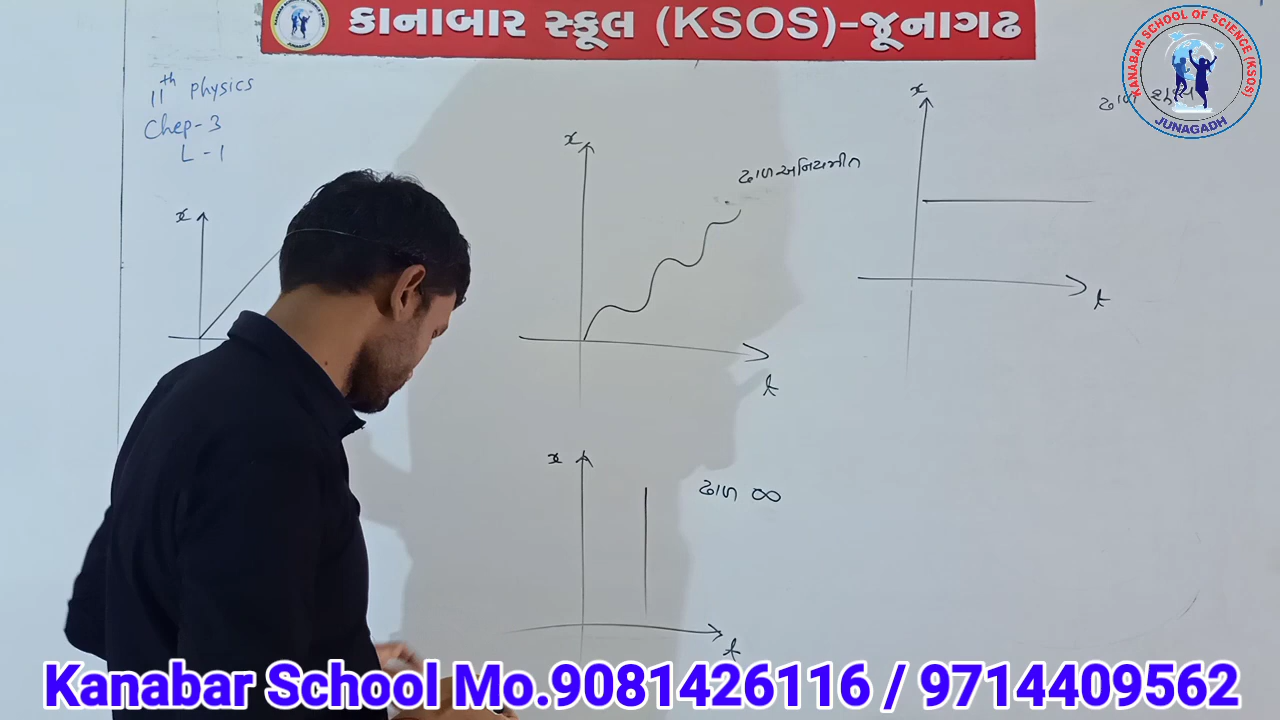 કાનાબાર સ્કૂલ (KSOS)-જૂનાગઢ
KANABAR SCHOOL OF SCIENCE (KSOS)
JUNAGADH
11th Physics
Chep-3
L-1
x
x
t
ઢાળ અનિયમીત
x
t
ઢાળ
x
t
ઢાળ ∞
Kanabar School Mo.9081426116 / 9714409562